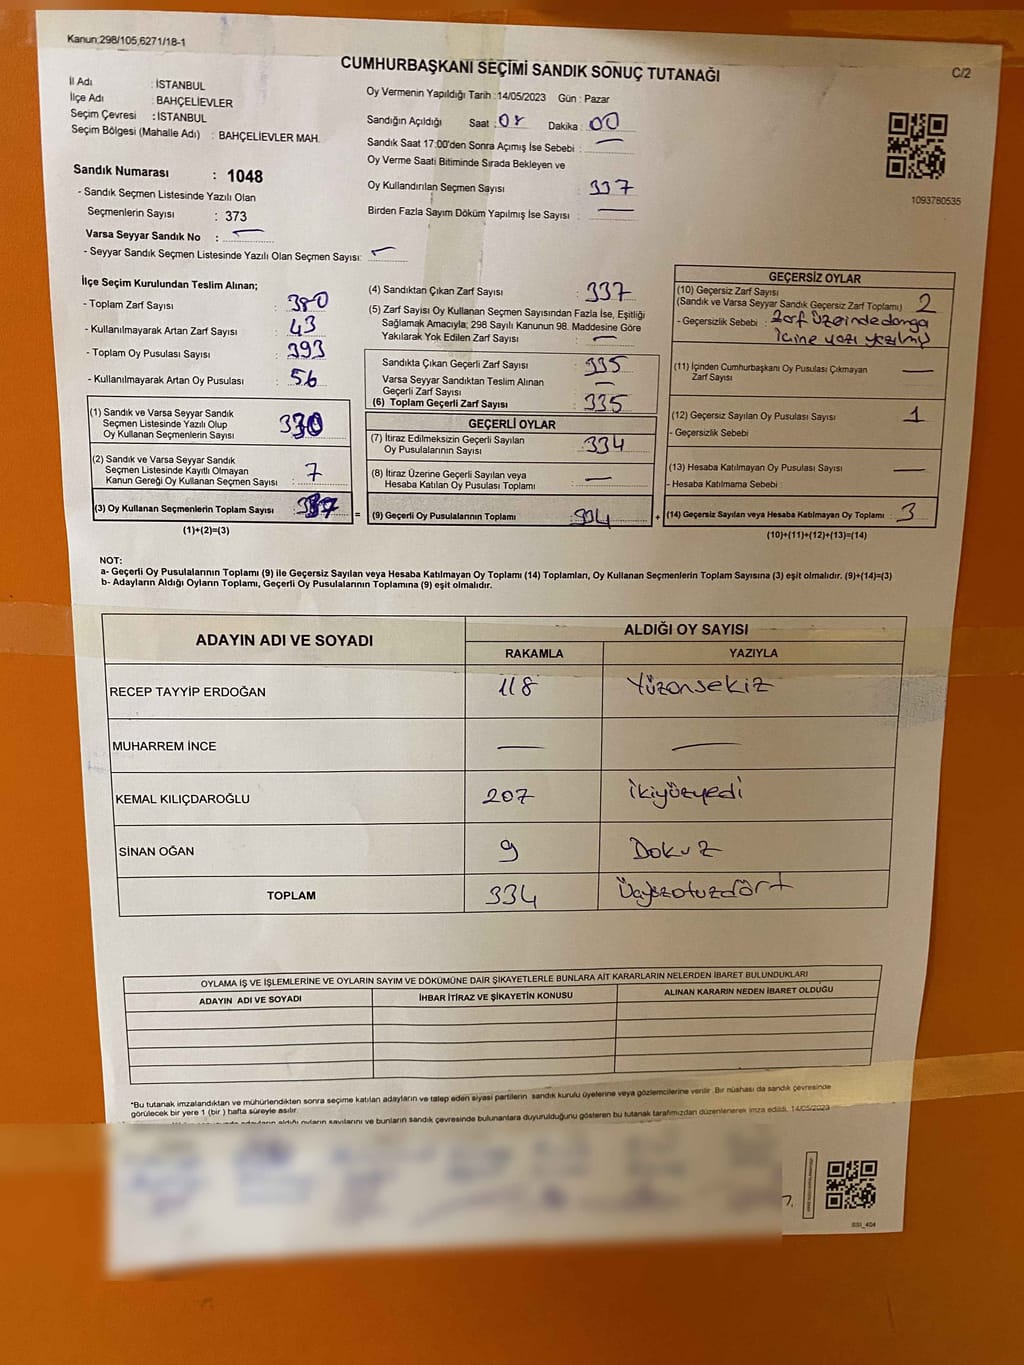 Kanun;298/105,6271/18-1
CUMHURBAŞKANI SEÇİMİ SANDIK SONUÇ TUTANAĞI
C/2
İl Adı : İSTANBUL
İlçe Adı : BAHÇELİEVLER
Seçim Çevresi : İSTANBUL
Seçim Bölgesi (Mahalle Adı) : BAHÇELİEVLER MAH.
Sandık Numarası : 1048
- Sandık Seçmen Listesinde Yazılı Olan
Seçmenlerin Sayısı : 373
Varsa Seyyar Sandık No : —
- Seyyar Sandık Seçmen Listesinde Yazılı Olan Seçmen Sayısı: —
Oy Vermenin Yapıldığı Tarih :14/05/2023 Gün : Pazar
Sandığın Açıldığı Saat : 08 Dakika : 00
Sandık Saat 17:00'den Sonra Açımış İse Sebebi : —
Oy Verme Saati Bitiminde Sırada Bekleyen ve
Oy Kullandırılan Seçmen Sayısı : 337
Birden Fazla Sayım Döküm Yapılmış İse Sayısı : —
1093780535
İlçe Seçim Kurulundan Teslim Alınan;
- Toplam Zarf Sayısı : 380
- Kullanılmayarak Artan Zarf Sayısı : 43
- Toplam Oy Pusulası Sayısı : 393
- Kullanılmayarak Artan Oy Pusulası : 56
(1) Sandık ve Varsa Seyyar Sandık
Seçmen Listesinde Yazılı Olup
Oy Kullanan Seçmenlerin Sayısı : 330
(2) Sandık ve Varsa Seyyar Sandık
Seçmen Listesinde Kayıtlı Olmayan
Kanun Gereği Oy Kullanan Seçmen Sayısı : 7
(3) Oy Kullanan Seçmenlerin Toplam Sayısı : 337
(1)+(2)=(3)
(4) Sandıktan Çıkan Zarf Sayısı : 337
(5) Zarf Sayısı Oy Kullanan Seçmen Sayısından Fazla İse, Eşitliği
Sağlamak Amacıyla; 298 Sayılı Kanunun 98. Maddesine Göre
Yakılarak Yok Edilen Zarf Sayısı : —
Sandıkta Çıkan Geçerli Zarf Sayısı : 335
Varsa Seyyar Sandıktan Teslim Alınan
Geçerli Zarf Sayısı : —
(6) Toplam Geçerli Zarf Sayısı : 335
GEÇERLİ OYLAR
(7) İtiraz Edilmeksizin Geçerli Sayılan
Oy Pusulalarının Sayısı : 334
(8) İtiraz Üzerine Geçerli Sayılan veya
Hesaba Katılan Oy Pusulası Toplamı : —
= (9) Geçerli Oy Pusulalarının Toplamı : 334
GEÇERSİZ OYLAR
(10) Geçersiz Zarf Sayısı
(Sandık ve Varsa Seyyar Sandık Geçersiz Zarf Toplamı) : 2
- Geçersizlik Sebebi : Zarf üzerinde damga
içine yazı yazılmış
(11) İçinden Cumhurbaşkanı Oy Pusulası Çıkmayan
Zarf Sayısı : —
(12) Geçersiz Sayılan Oy Pusulası Sayısı : 1
- Geçersizlik Sebebi
(13) Hesaba Katılmayan Oy Pusulası Sayısı : —
- Hesaba Katılmama Sebebi :
+ (14) Geçersiz Sayılan veya Hesaba Katılmayan Oy Toplamı : 3
(10)+(11)+(12)+(13)=(14)
NOT:
a- Geçerli Oy Pusulalarının Toplamı (9) ile Geçersiz Sayılan veya Hesaba Katılmayan Oy Toplamı (14) Toplamları, Oy Kullanan Seçmenlerin Toplam Sayısına (3) eşit olmalıdır. (9)+(14)=(3)
b- Adayların Aldığı Oyların Toplamı, Geçerli Oy Pusulalarının Toplamına (9) eşit olmalıdır.
ADAYIN ADI VE SOYADI ALDIĞI OY SAYISI
RAKAMLA YAZIYLA
RECEP TAYYİP ERDOĞAN 118 Yüzonsekiz
MUHARREM İNCE — —
KEMAL KILIÇDAROĞLU 207 ikiyüzyedi
SİNAN OĞAN 9 Dokuz
TOPLAM 334 Üçyüzotuzdört
OYLAMA İŞ VE İŞLEMLERİNE VE OYLARIN SAYIM VE DÖKÜMÜNE DAİR ŞİKAYETLERLE BUNLARA AİT KARARLARIN NELERDEN İBARET BULUNDUKLARI
ADAYIN ADI VE SOYADI İHBAR İTİRAZ VE ŞİKAYETİN KONUSU ALINAN KARARIN NEDEN İBARET OLDUĞU
*Bu tutanak imzalandıktan ve mühürlendikten sonra seçime katılan adayların ve talep eden siyasi partilerin sandık kurulu üyelerine veya gözlemcilerine verilir. Bir nüshası da sandık çevresinde
görülecek bir yere 1 (bir ) hafta süreyle asılır.
aldığı oyların sayılarını ve bunların sandık çevresinde bulunanlara duyurulduğunu gösteren bu tutanak tarafımızdan düzenlenerek imza edildi. 14/05/2023
SSI_404